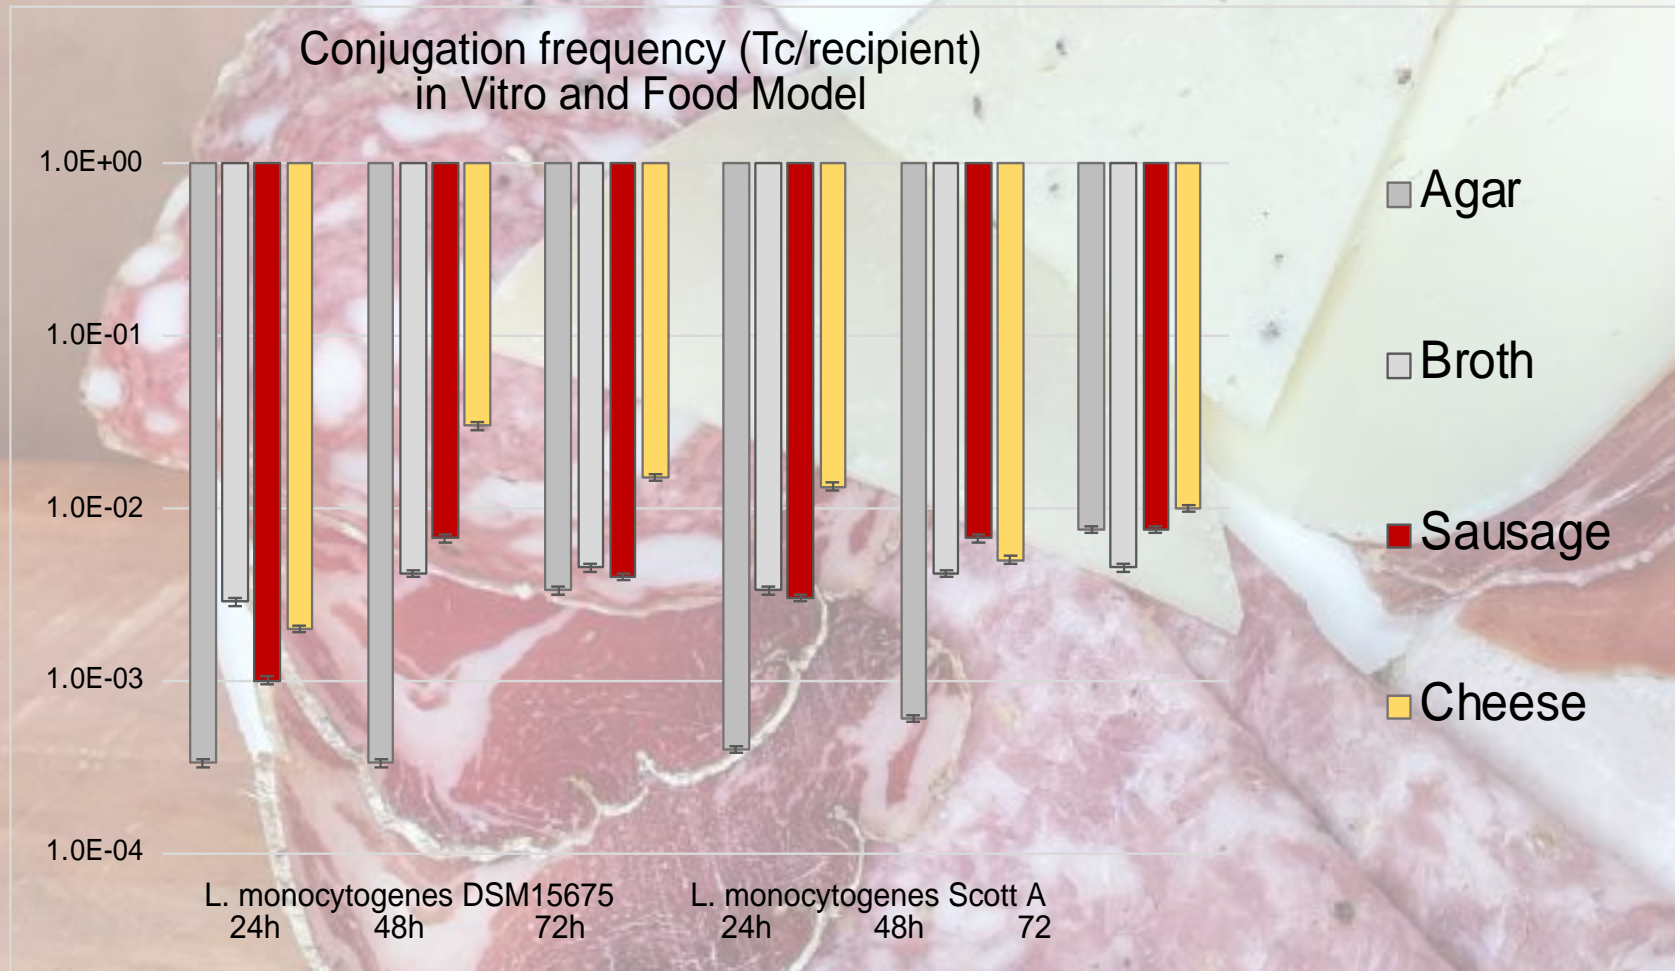 Conjugation frequency (Tc/recipient)
in Vitro and Food Model
1.0E+00
1.0E-01
1.0E-02
1.0E-03
1.0E-04
Agar
Broth
Sausage
Cheese
L. monocytogenes DSM15675 L. monocytogenes Scott A
24h 48h 72h 24h 48h 72